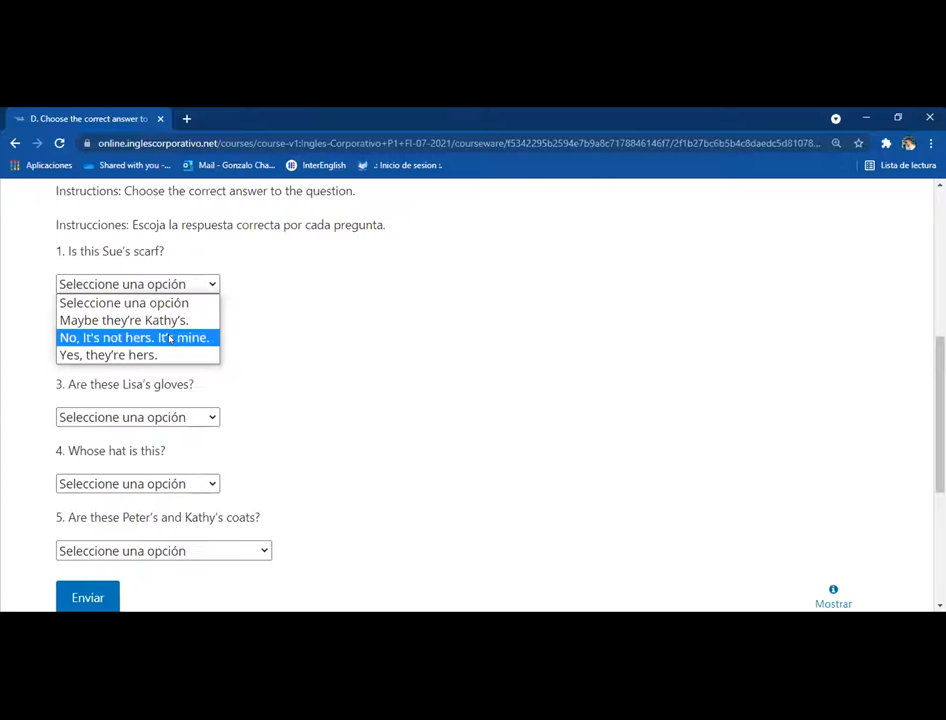 D. Choose the correct answer to
online.inglescorporativo.net/courses/course-v1:Ingles-Corporativo+P1+FI-07-2021/courseware/f5342295b2594e7b9a8c7178846146f7/2f1b27bc6b5b4c8daedc5d81078...
Aplicaciones
Shared with you -...
Mail - Gonzalo Cha...
InterEnglish
.: Inicio de sesion :.
Lista de lectura
Instructions: Choose the correct answer to the question.
Instrucciones: Escoja la respuesta correcta por cada pregunta.
1. Is this Sue's scarf?
Seleccione una opción
Seleccione una opción
Maybe they're Kathy's.
No, It's not hers. It's mine.
Yes, they're hers.
3. Are these Lisa's gloves?
Seleccione una opción
4. Whose hat is this?
Seleccione una opción
5. Are these Peter's and Kathy's coats?
Seleccione una opción
Enviar
Mostrar